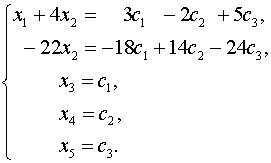 x₁ + 4x₂ = 3c₁ − 2c₂ + 5c₃,
− 22x₂ = −18c₁ + 14c₂ − 24c₃,
x₃ = c₁,
x₄ = c₂,
x₅ = c₃.